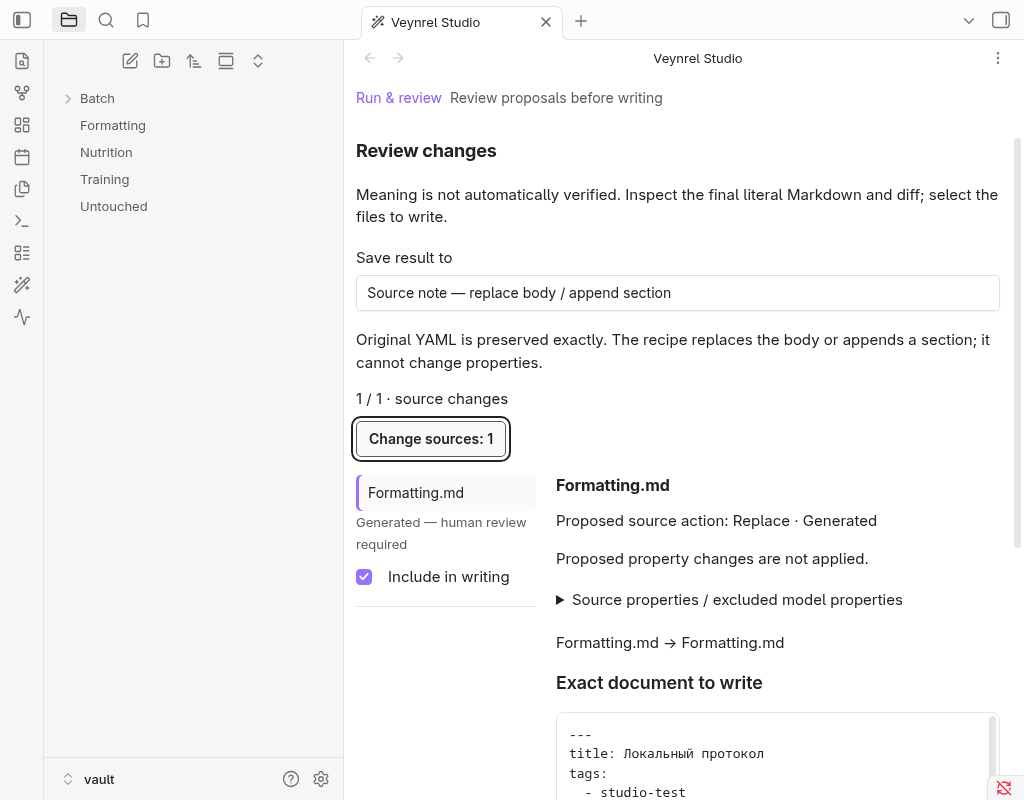 Veynrel Studio
Veynrel Studio
Batch
Formatting
Nutrition
Training
Untouched
vault
Run & review Review proposals before writing
Review changes
Meaning is not automatically verified. Inspect the final literal Markdown and diff; select the
files to write.
Save result to
Source note — replace body / append section
Original YAML is preserved exactly. The recipe replaces the body or appends a section; it
cannot change properties.
1 / 1 · source changes
Change sources: 1
Formatting.md
Generated — human review
required
Include in writing
Formatting.md
Proposed source action: Replace · Generated
Proposed property changes are not applied.
Source properties / excluded model properties
Formatting.md → Formatting.md
Exact document to write
---
title: Локальный протокол
tags:
  - studio-test